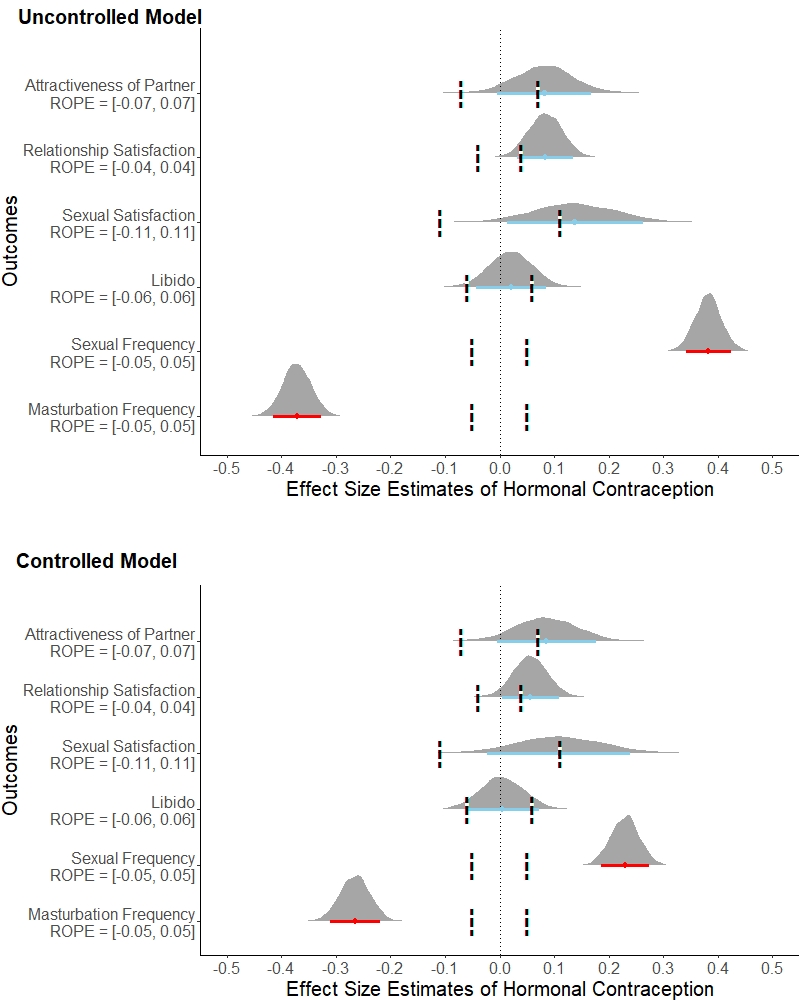 Uncontrolled Model
Attractiveness of Partner
ROPE = [-0.07, 0.07]
Relationship Satisfaction
ROPE = [-0.04, 0.04]
Sexual Satisfaction
ROPE = [-0.11, 0.11]
Libido
ROPE = [-0.06, 0.06]
Sexual Frequency
ROPE = [-0.05, 0.05]
Masturbation Frequency
ROPE = [-0.05, 0.05]
Outcomes
-0.5 -0.4 -0.3 -0.2 -0.1 0.0 0.1 0.2 0.3 0.4 0.5
Effect Size Estimates of Hormonal Contraception
Controlled Model
Attractiveness of Partner
ROPE = [-0.07, 0.07]
Relationship Satisfaction
ROPE = [-0.04, 0.04]
Sexual Satisfaction
ROPE = [-0.11, 0.11]
Libido
ROPE = [-0.06, 0.06]
Sexual Frequency
ROPE = [-0.05, 0.05]
Masturbation Frequency
ROPE = [-0.05, 0.05]
Outcomes
-0.5 -0.4 -0.3 -0.2 -0.1 0.0 0.1 0.2 0.3 0.4 0.5
Effect Size Estimates of Hormonal Contraception